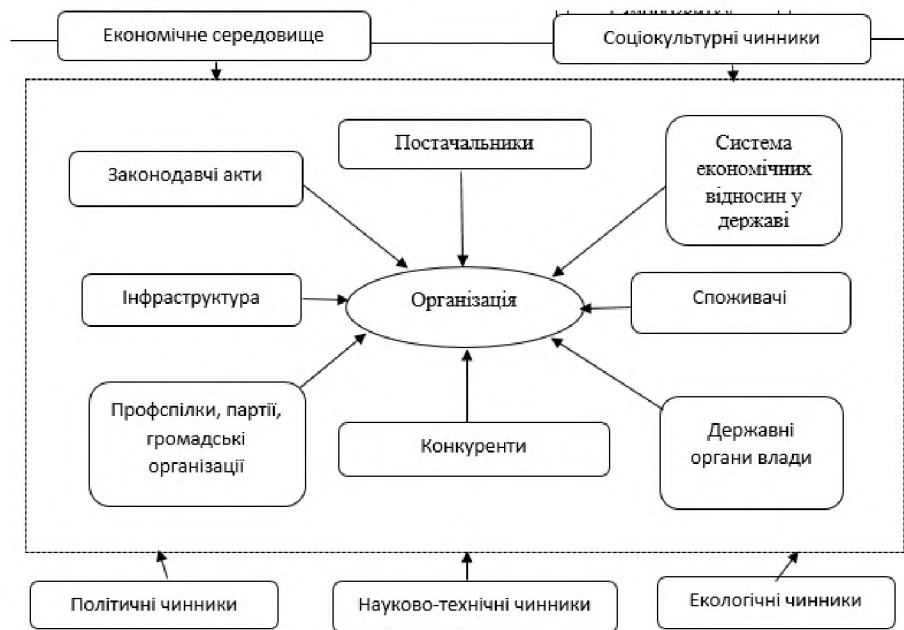 Економічне середовище
Соціокультурні чинники
Постачальники
Законодавчі акти
Система
економічних
відносин у
державі
Інфраструктура
Організація
Споживачі
Профспілки, партії,
громадські
організації
Конкуренти
Державні
органи влади
Політичні чинники
Науково-технічні чинники
Екологічні чинники